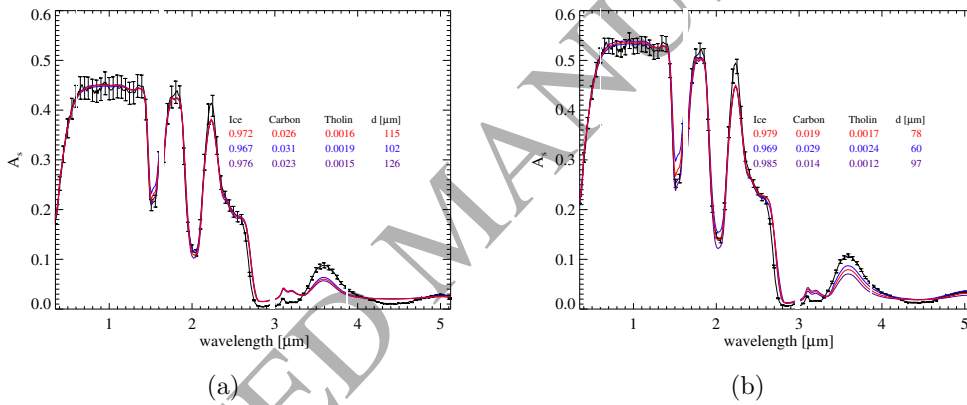 0.6
0.5
0.4
0.3
0.2
0.1
0.0
A_s
Ice Carbon Tholin d [μm]
0.972 0.026 0.0016 115
0.967 0.031 0.0019 102
0.976 0.023 0.0015 126
1 2 3 4 5
wavelength [μm]
(a)
0.6
0.5
0.4
0.3
0.2
0.1
0.0
A_s
Ice Carbon Tholin d [μm]
0.979 0.019 0.0017 78
0.969 0.029 0.0024 60
0.985 0.014 0.0012 97
1 2 3 4 5
wavelength [μm]
(b)
TED MANU